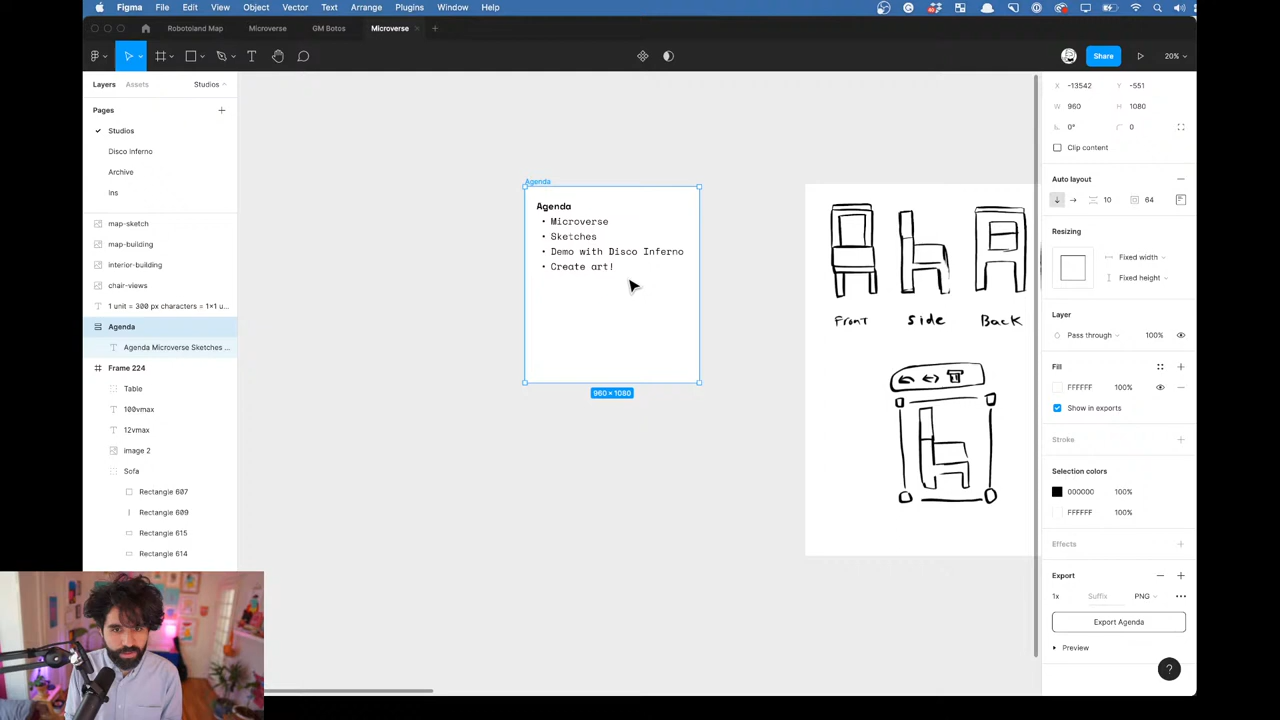 Figma File Edit View Object Vector Text Arrange Plugins Widgets Window Help
Robotoland Map Microverse GM Botos Microverse
Share 20%
Layers Assets Studios
Pages
Studios
Disco Inferno
Archive
Ins
map-sketch
map-building
interior-building
chair-views
1 unit = 300 px characters = 1×1 u...
Agenda
Agenda Microverse Sketches ...
Frame 224
Table
100vmax
12vmax
image 2
Sofa
Rectangle 607
Rectangle 609
Rectangle 615
Rectangle 614
Agenda
Agenda
• Microverse
• Sketches
• Demo with Disco Inferno
• Create art!
960 × 1080
Front Side Back
X -13542 Y -551
W 960 H 1080
0° 0
Clip content
Auto layout
10 64
Resizing
Fixed width
Fixed height
Layer
Pass through 100%
Fill
FFFFFF 100%
Show in exports
Stroke
Selection colors
000000 100%
FFFFFF 100%
Effects
Export
1x Suffix PNG
Export Agenda
Preview
?